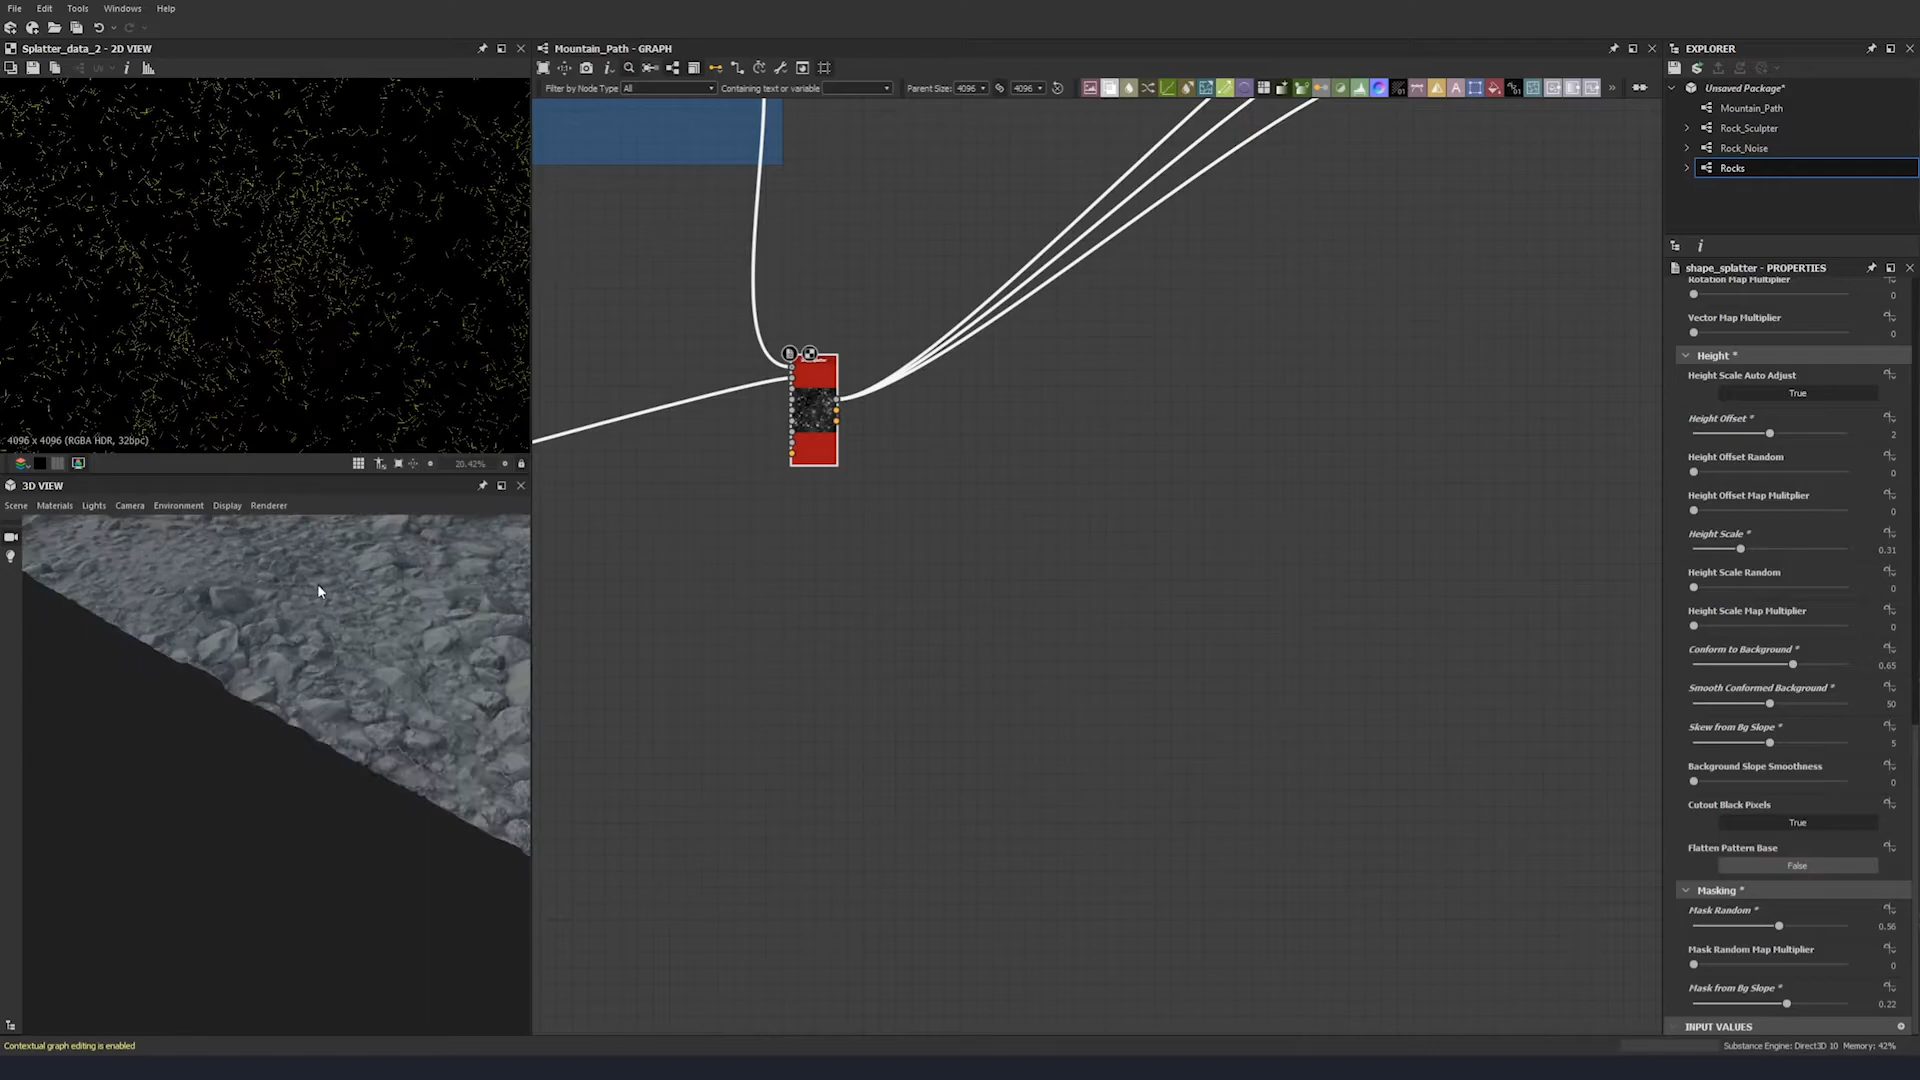 File Edit Tools Windows Help
Splatter_data_2 - 2D VIEW
4096 x 4096 (RGBA HDR, 32bpc)
20.42%
3D VIEW
Scene Materials Lights Camera Environment Display Renderer
Contextual graph editing is enabled
Mountain_Path - GRAPH
Filter by Node Type All Containing text or variable Parent Size: 4096 4096
EXPLORER
Unsaved Package*
Mountain_Path
Rock_Sculpter
Rock_Noise
Rocks
shape_splatter - PROPERTIES
Rotation Map Multiplier
0
Vector Map Multiplier
0
Height *
Height Scale Auto Adjust
True
Height Offset *
2
Height Offset Random
0
Height Offset Map Mulitplier
0
Height Scale *
0.31
Height Scale Random
0
Height Scale Map Multiplier
0
Conform to Background *
0.65
Smooth Conformed Background *
50
Skew from Bg Slope *
5
Background Slope Smoothness
0
Cutout Black Pixels
True
Flatten Pattern Base
False
Masking *
Mask Random *
0.56
Mask Random Map Multiplier
0
Mask from Bg Slope *
0.22
INPUT VALUES
Substance Engine: Direct3D 10 Memory: 42%